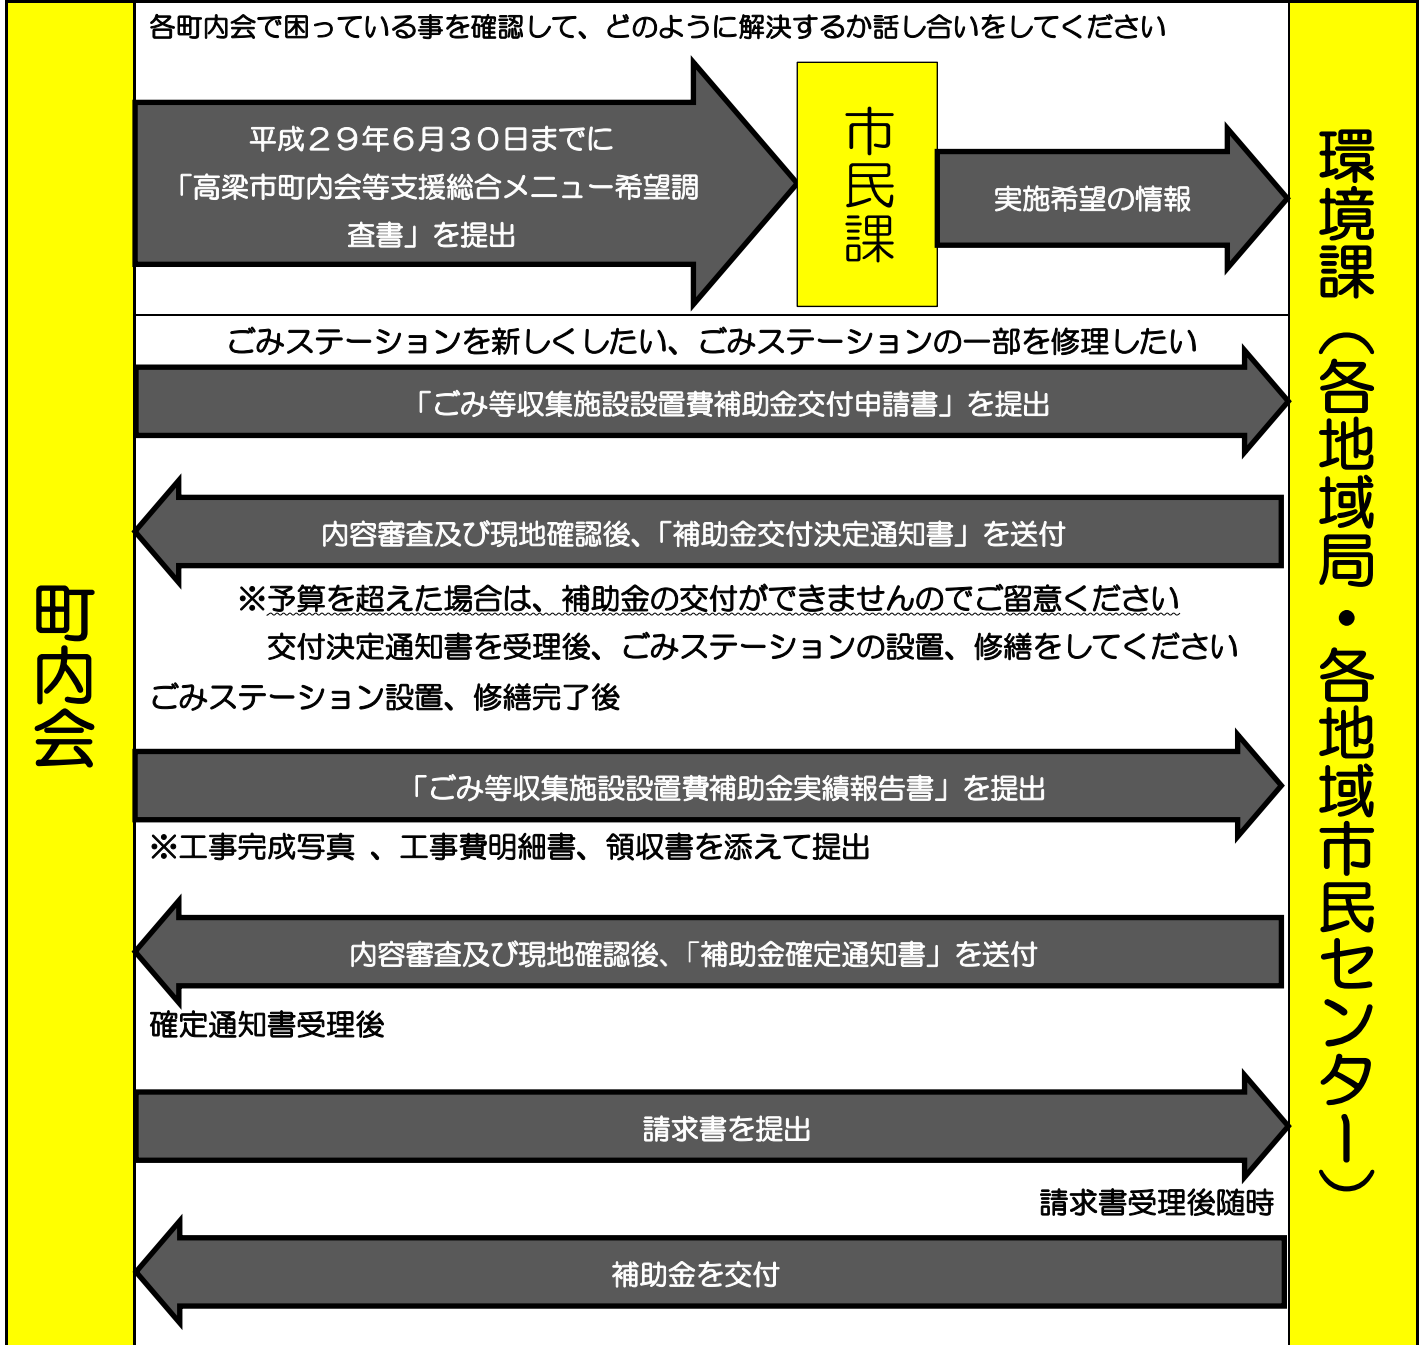 各町内会で困っている事を確認して、どのように解決するか話し合いをしてください
平成２９年６月３０日までに
「高梁市町内会等支援総合メニュー希望調
査書」を提出
市民課
実施希望の情報
ごみステーションを新しくしたい、ごみステーションの一部を修理したい
「ごみ等収集施設設置費補助金交付申請書」を提出
内容審査及び現地確認後、「補助金交付決定通知書」を送付
※予算を超えた場合は、補助金の交付ができませんのでご留意ください
交付決定通知書を受理後、ごみステーションの設置、修繕をしてください
ごみステーション設置、修繕完了後
「ごみ等収集施設設置費補助金実績報告書」を提出
※工事完成写真 、工事費明細書、領収書を添えて提出
内容審査及び現地確認後、「補助金確定通知書」を送付
確定通知書受理後
請求書を提出
請求書受理後随時
補助金を交付
町内会
環境課（各地域局・各地域市民センター）